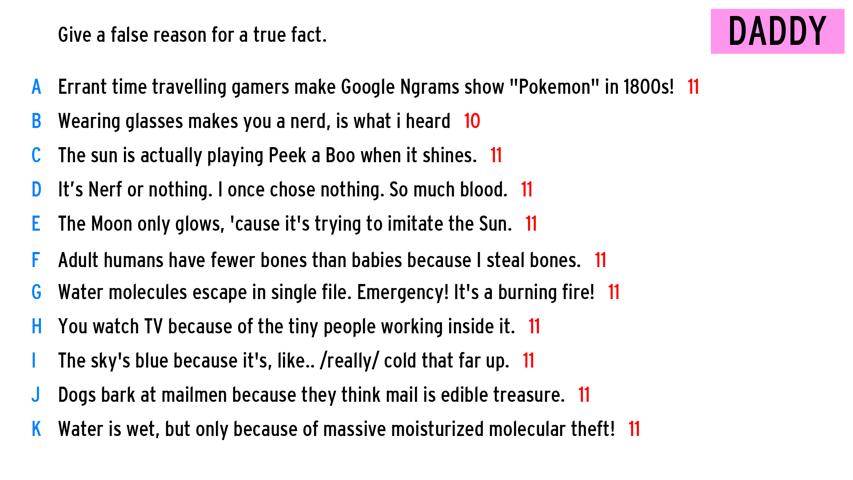 DADDY
Give a false reason for a true fact.
A Errant time travelling gamers make Google Ngrams show "Pokemon" in 1800s! 11
B Wearing glasses makes you a nerd, is what i heard 10
C The sun is actually playing Peek a Boo when it shines. 11
D It’s Nerf or nothing. I once chose nothing. So much blood. 11
E The Moon only glows, 'cause it's trying to imitate the Sun. 11
F Adult humans have fewer bones than babies because I steal bones. 11
G Water molecules escape in single file. Emergency! It's a burning fire! 11
H You watch TV because of the tiny people working inside it. 11
I The sky's blue because it's, like.. /really/ cold that far up. 11
J Dogs bark at mailmen because they think mail is edible treasure. 11
K Water is wet, but only because of massive moisturized molecular theft! 11